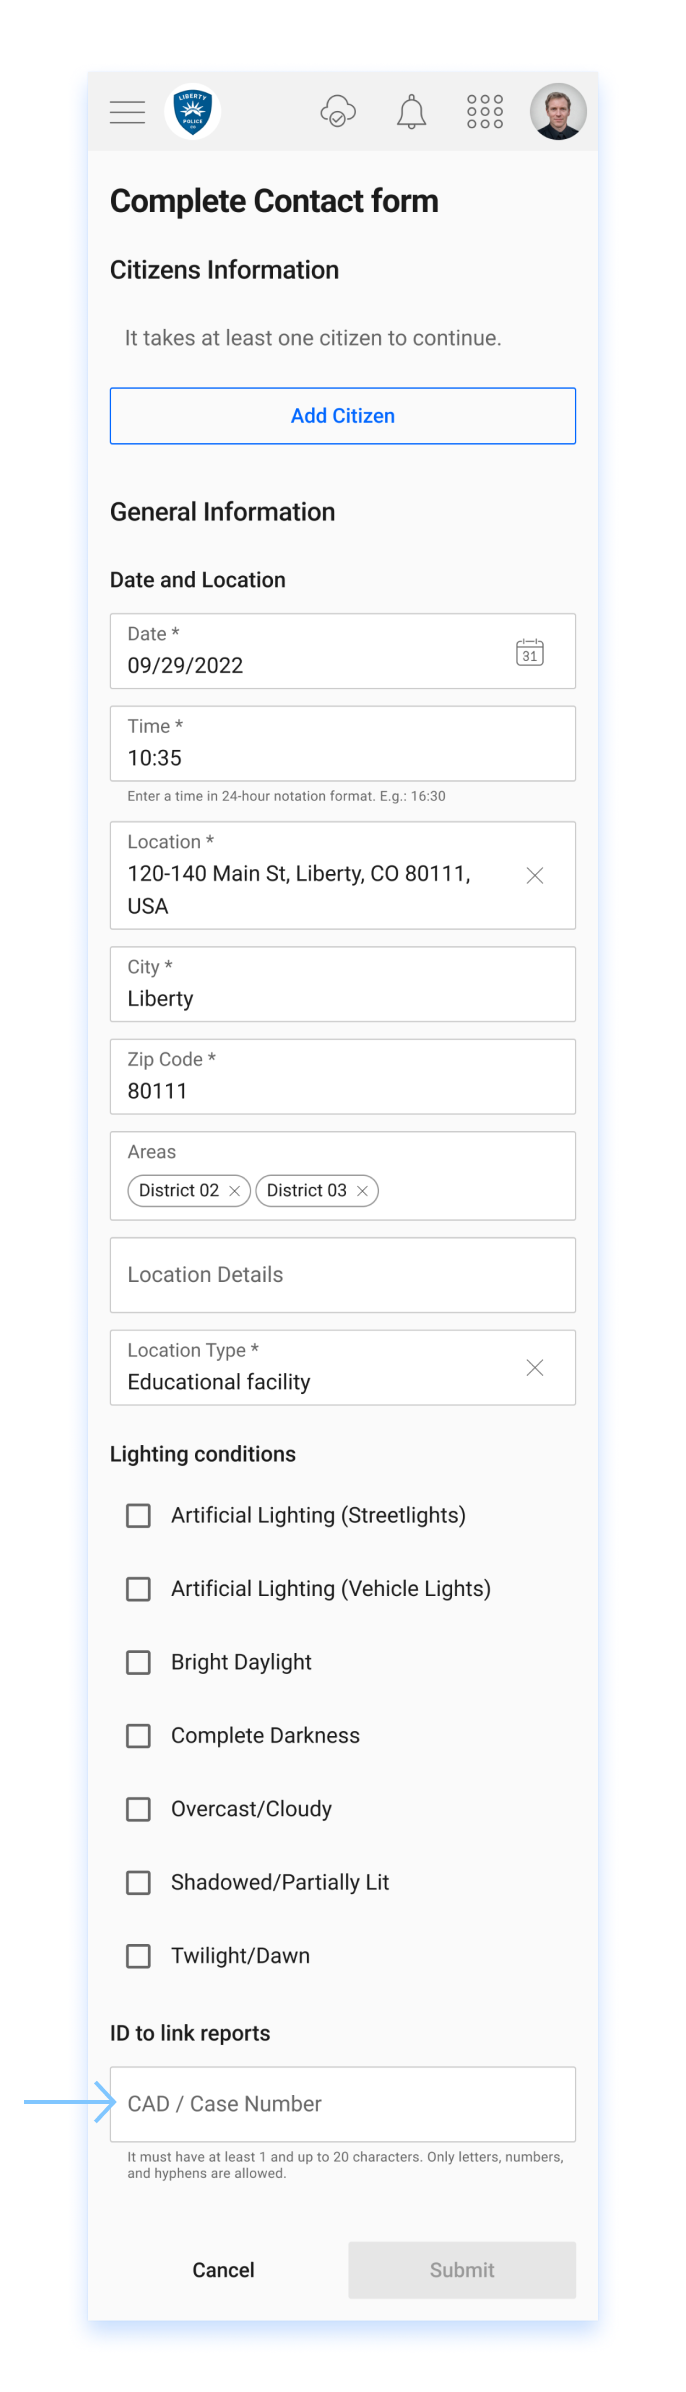 LIBERTY
POLICE
CO
Complete Contact form
Citizens Information
It takes at least one citizen to continue.
Add Citizen
General Information
Date and Location
Date *
09/29/2022
31
Time *
10:35
Enter a time in 24-hour notation format. E.g.: 16:30
Location *
120-140 Main St, Liberty, CO 80111,
USA
City *
Liberty
Zip Code *
80111
Areas
District 02 District 03
Location Details
Location Type *
Educational facility
Lighting conditions
Artificial Lighting (Streetlights)
Artificial Lighting (Vehicle Lights)
Bright Daylight
Complete Darkness
Overcast/Cloudy
Shadowed/Partially Lit
Twilight/Dawn
ID to link reports
CAD / Case Number
It must have at least 1 and up to 20 characters. Only letters, numbers,
and hyphens are allowed.
Cancel Submit